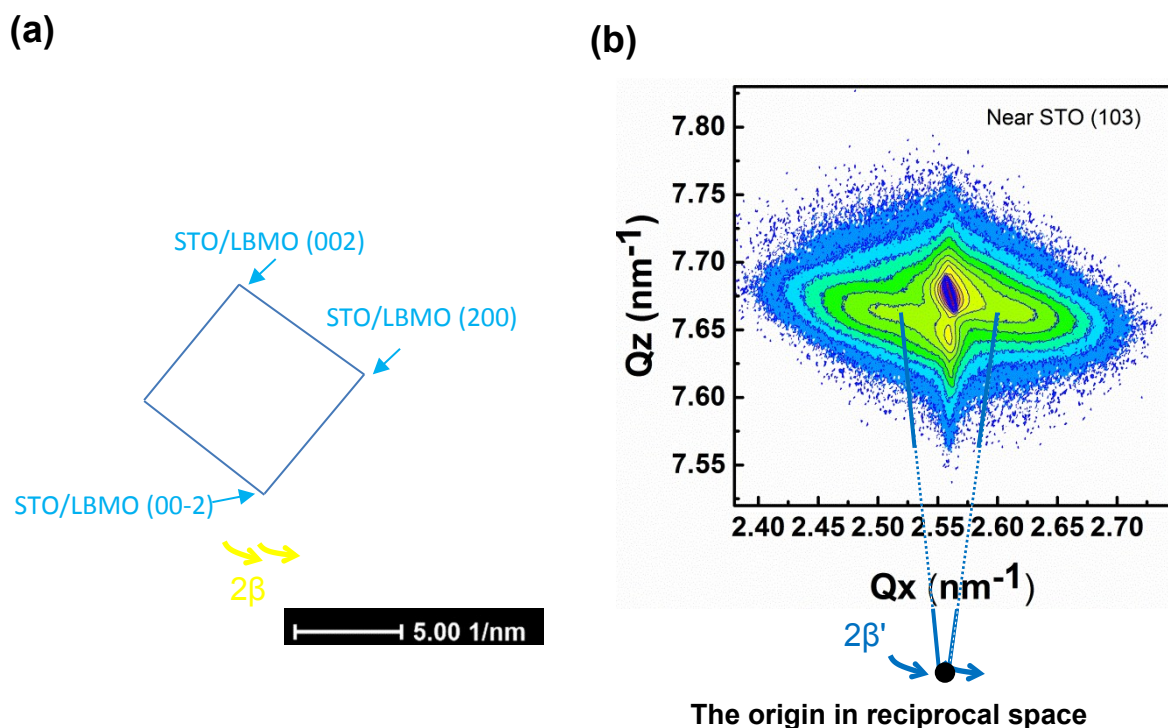 (a)
STO/LBMO (002)
STO/LBMO (200)
STO/LBMO (00-2)
2β
5.00 1/nm
(b)
Near STO (103)
Qz (nm-1)
7.80
7.75
7.70
7.65
7.60
7.55
2.40 2.45 2.50 2.55 2.60 2.65 2.70
Qx (nm-1)
2β'
The origin in reciprocal space